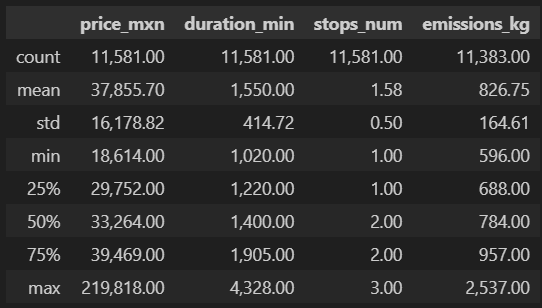 price_mxn duration_min stops_num emissions_kg
count 11,581.00 11,581.00 11,581.00 11,383.00
mean 37,855.70 1,550.00 1.58 826.75
std 16,178.82 414.72 0.50 164.61
min 18,614.00 1,020.00 1.00 596.00
25% 29,752.00 1,220.00 1.00 688.00
50% 33,264.00 1,400.00 2.00 784.00
75% 39,469.00 1,905.00 2.00 957.00
max 219,818.00 4,328.00 3.00 2,537.00